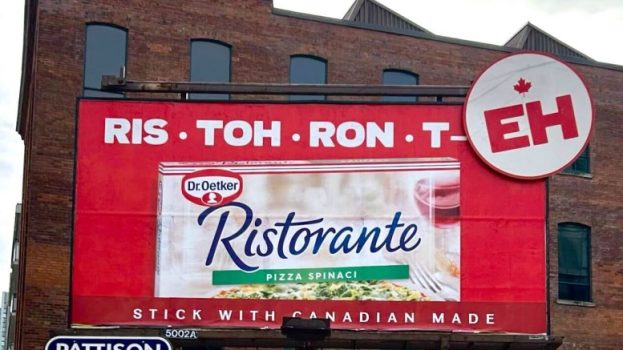 RIS · TOH · RON · T-EH
Dr. Oetker
Ristorante
PIZZA SPINACI
STICK WITH CANADIAN MADE
5002A
PATTISON